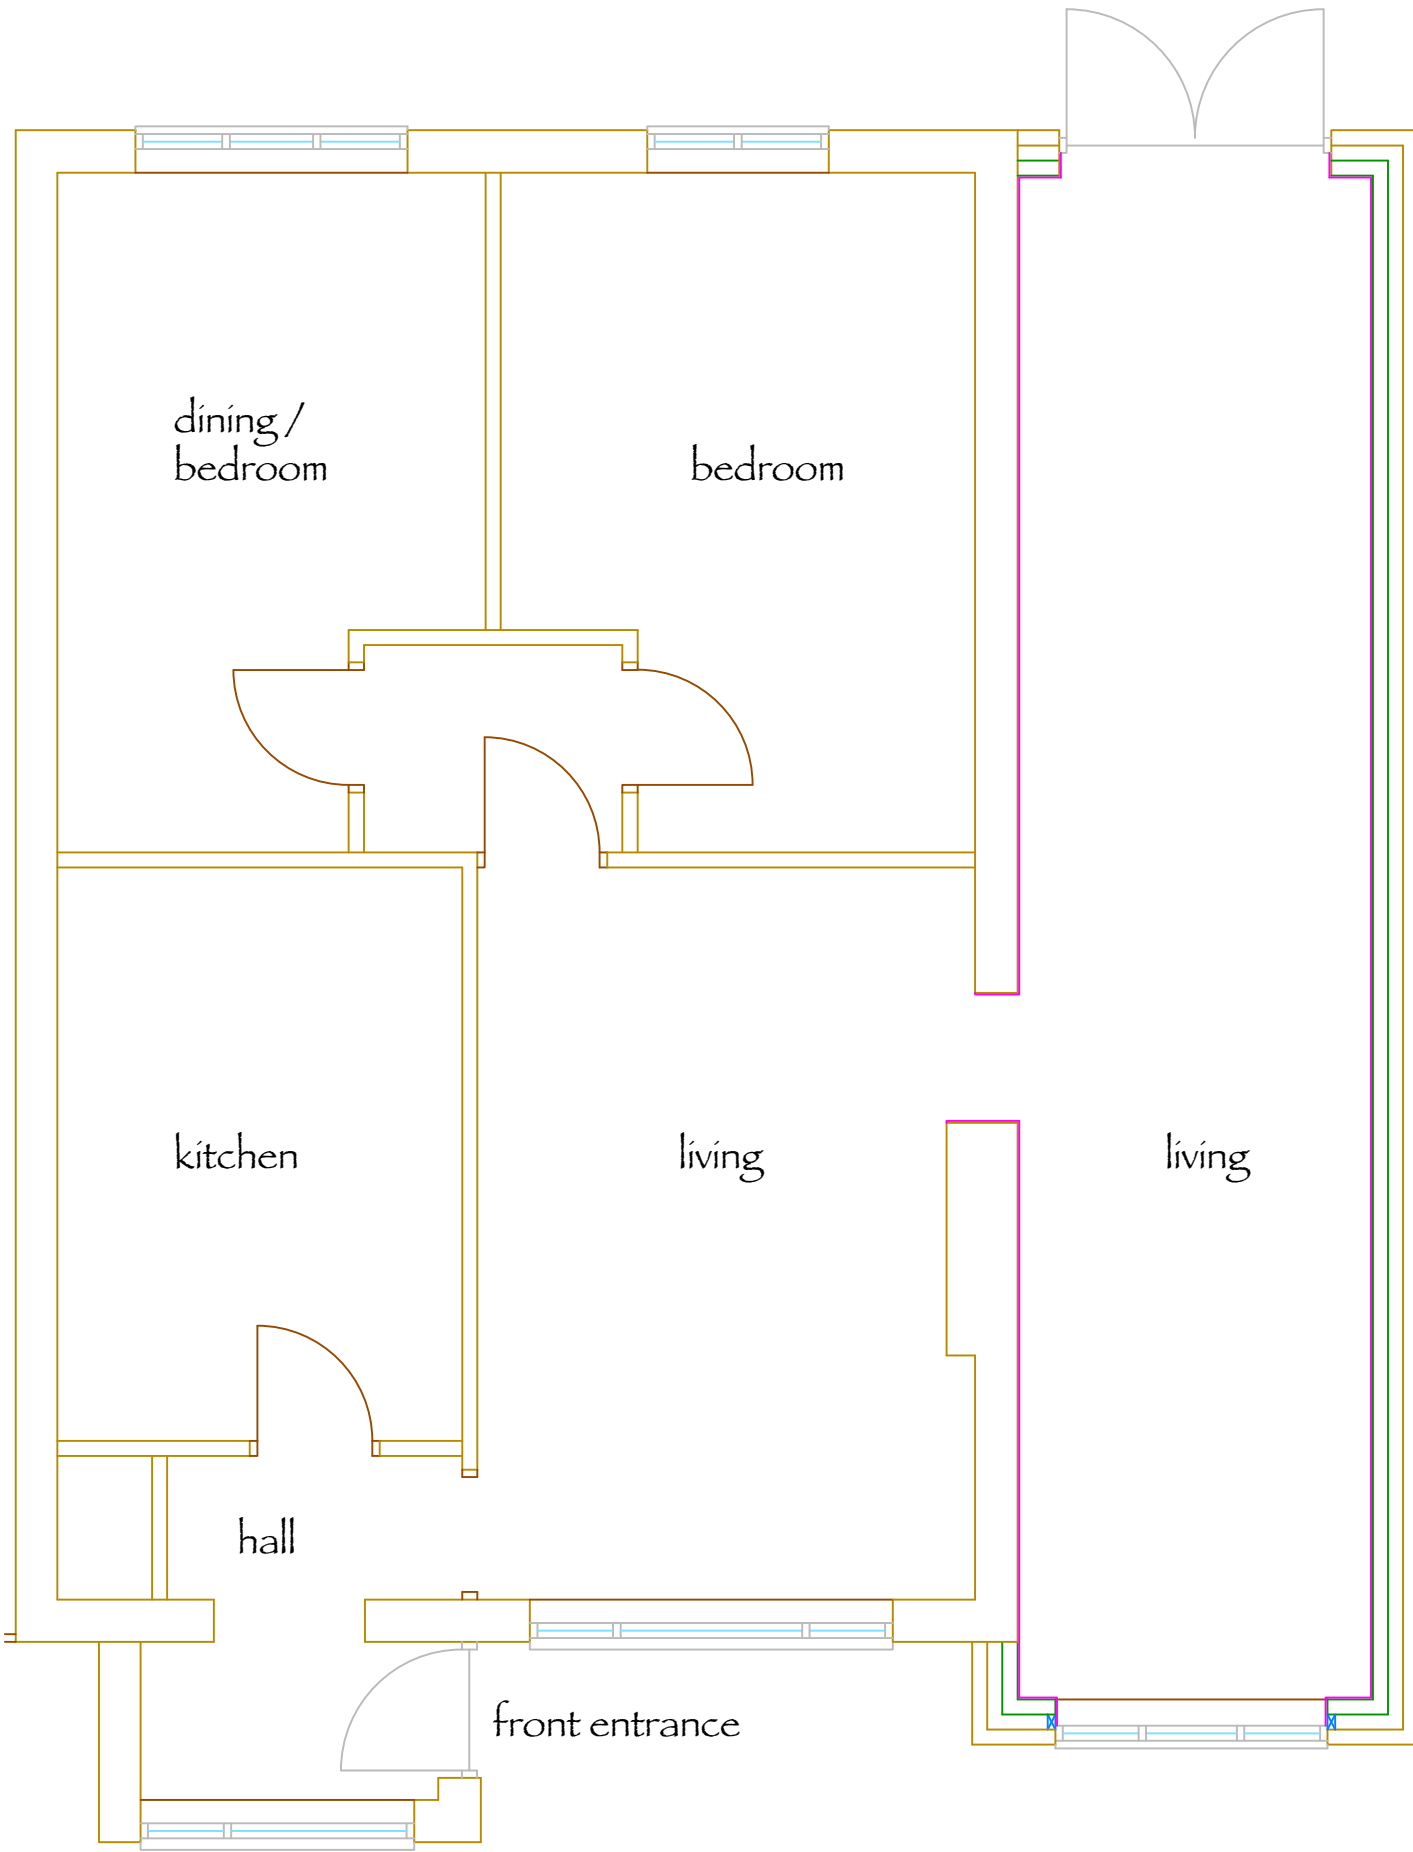 dining /
bedroom
bedroom
kitchen
living
living
hall
front entrance